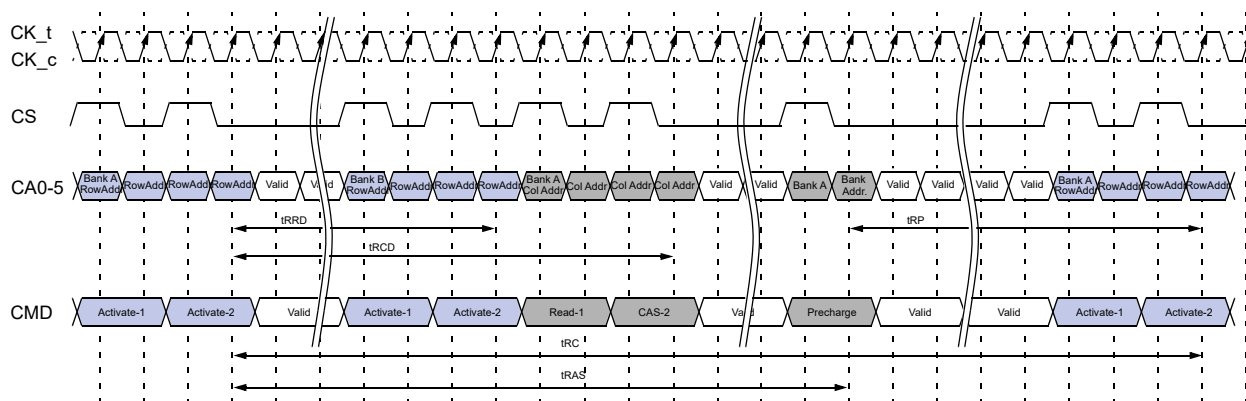 CK_t
CK_c
CS
CA0-5
Bank A RowAddr
RowAddr
RowAddr
RowAddr
Valid
Valid
Bank B RowAddr
RowAddr
RowAddr
RowAddr
Bank A Col Addr
Col Addr
Col Addr
Col Addr
Valid
Valid
Bank A
Bank Addr.
Valid
Valid
Valid
Valid
Bank A RowAddr
RowAddr
RowAddr
RowAddr
tRRD
tRP
tRCD
CMD
Activate-1
Activate-2
Valid
Activate-1
Activate-2
Read-1
CAS-2
Valid
Precharge
Valid
Valid
Activate-1
Activate-2
tRC
tRAS